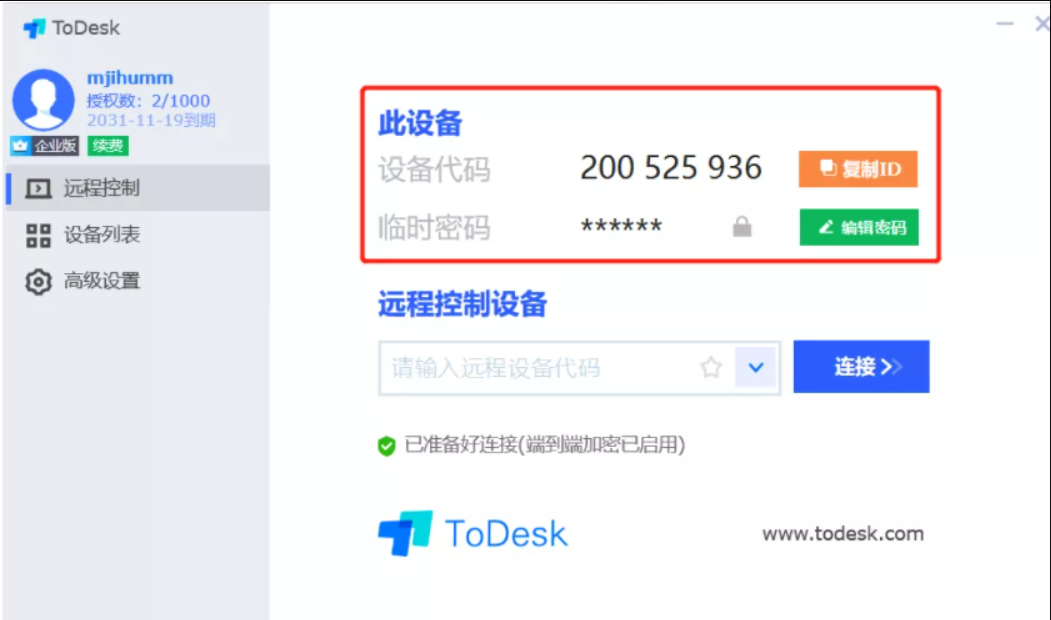 ToDesk
mjihumm
授权数：2/1000
2031-11-19到期
企业版 续费
远程控制
设备列表
高级设置
此设备
设备代码 200 525 936 复制ID
临时密码 ****** 编辑密码
远程控制设备
请输入远程设备代码 连接
已准备好连接(端到端加密已启用)
ToDesk www.todesk.com